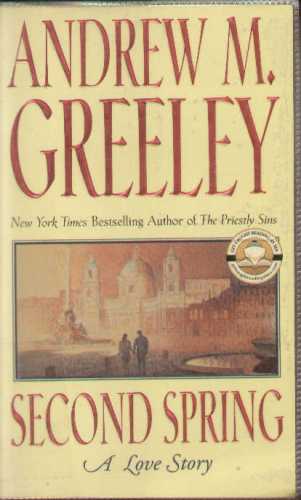 ANDREW M.
GREELEY
New York Times Bestselling Author of The Priestly Sins
SECOND SPRING
A Love Story